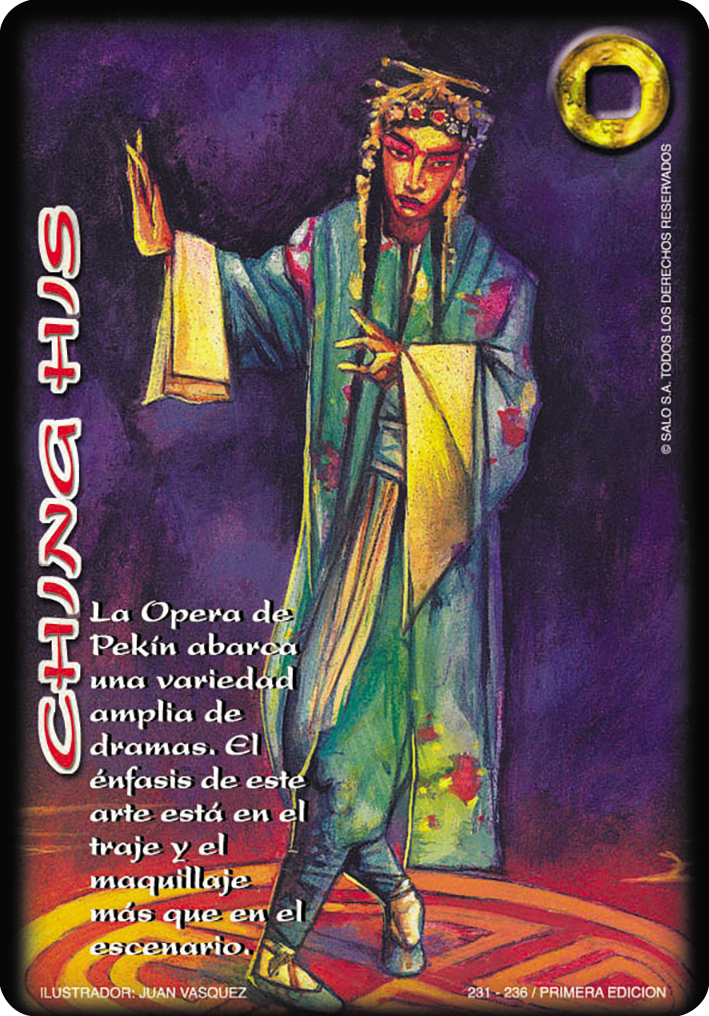 CHING HIS
La Opera de
Pekín abarca
una variedad
amplia de
dramas. El
énfasis de este
arte está en el
traje y el
maquillaje
más que en el
escenario.
© SALO S.A. TODOS LOS DERECHOS RESERVADOS
ILUSTRADOR: JUAN VASQUEZ
231 - 236 / PRIMERA EDICION